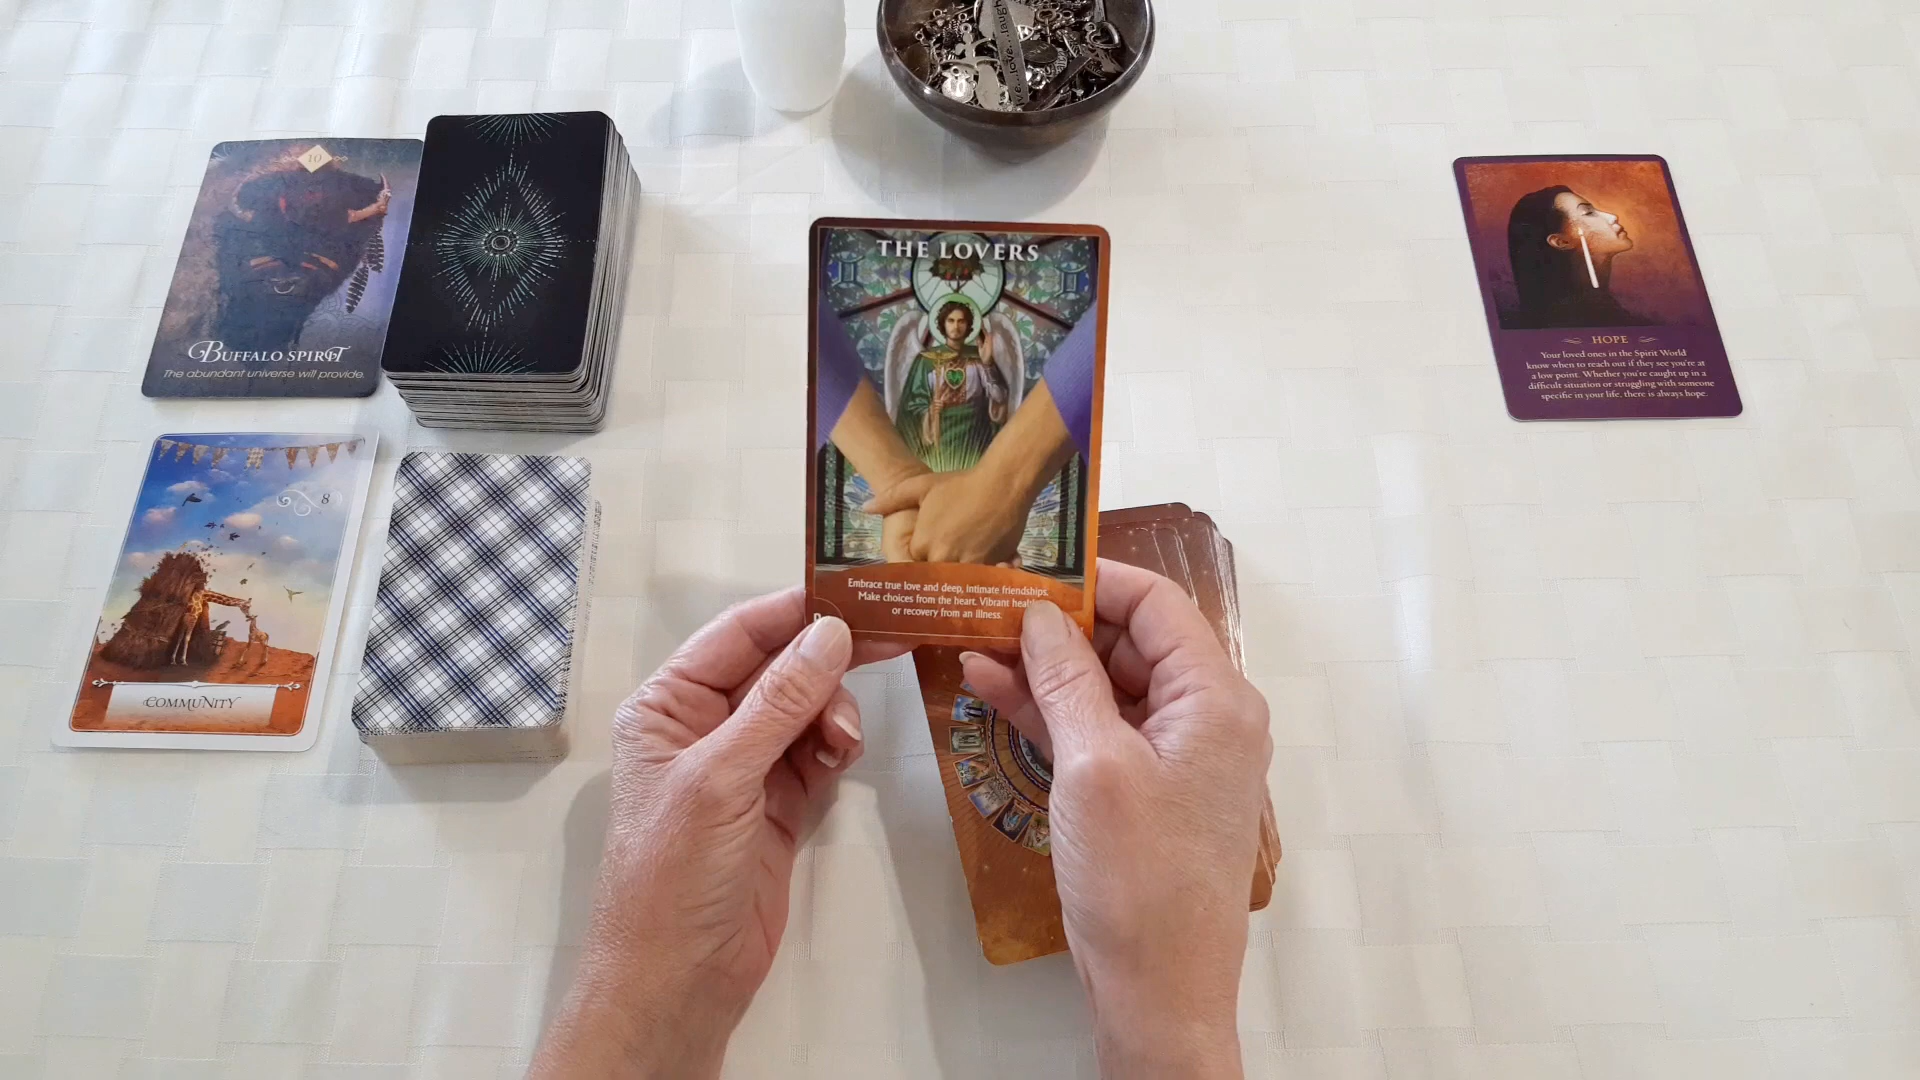 10
BUFFALO SPIRIT
The abundant universe will provide.
8
COMMUNITY
love...laugh
THE LOVERS
Embrace true love and deep, intimate friendships.
Make choices from the heart. Vibrant
or recovery from an illness.
HOPE
Your loved ones in the Spirit World
know when to reach out if they see you're at
a low point. Whether you're caught up in a
difficult situation or struggling with someone
specific in your life, there is always hope.